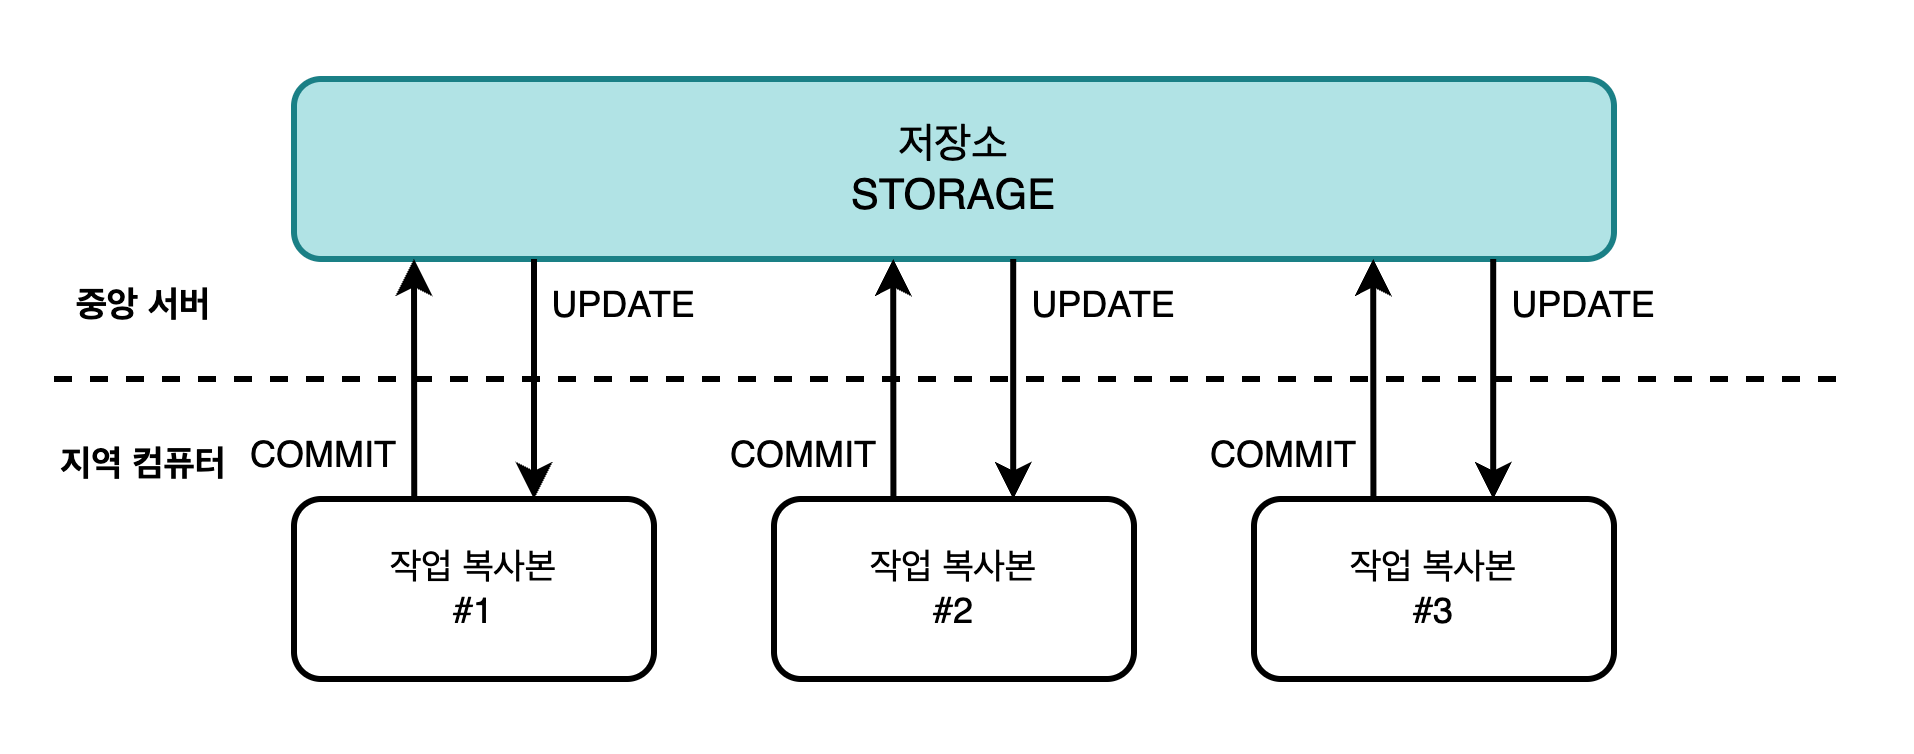 저장소
STORAGE
중앙 서버
UPDATE
UPDATE
UPDATE
지역 컴퓨터
COMMIT
COMMIT
COMMIT
작업 복사본
#1
작업 복사본
#2
작업 복사본
#3